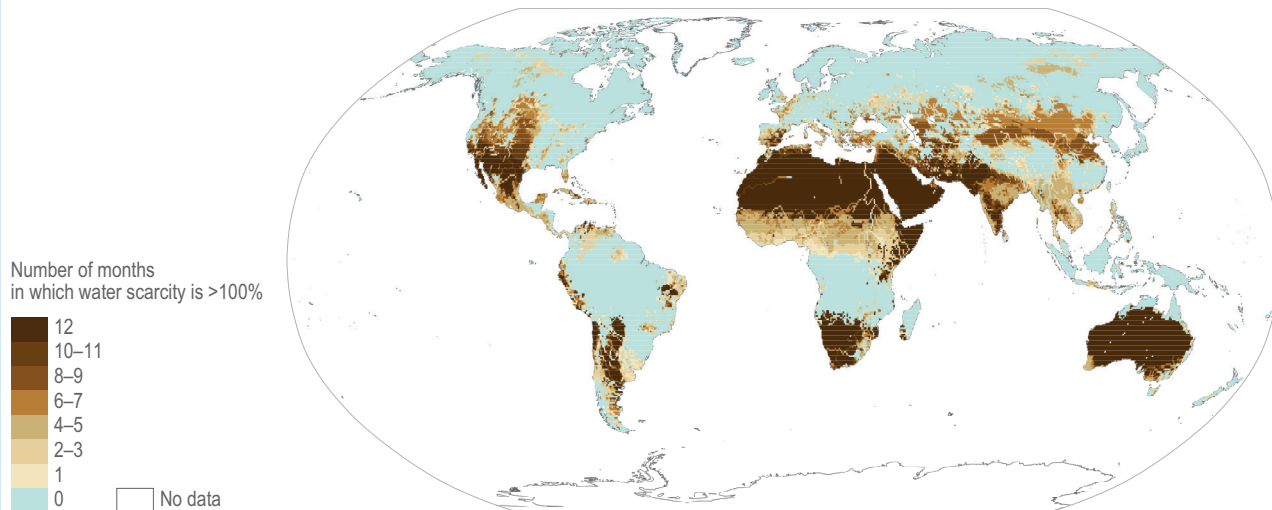 Number of months
in which water scarcity is >100%
12
10–11
8–9
6–7
4–5
2–3
1
0
No data